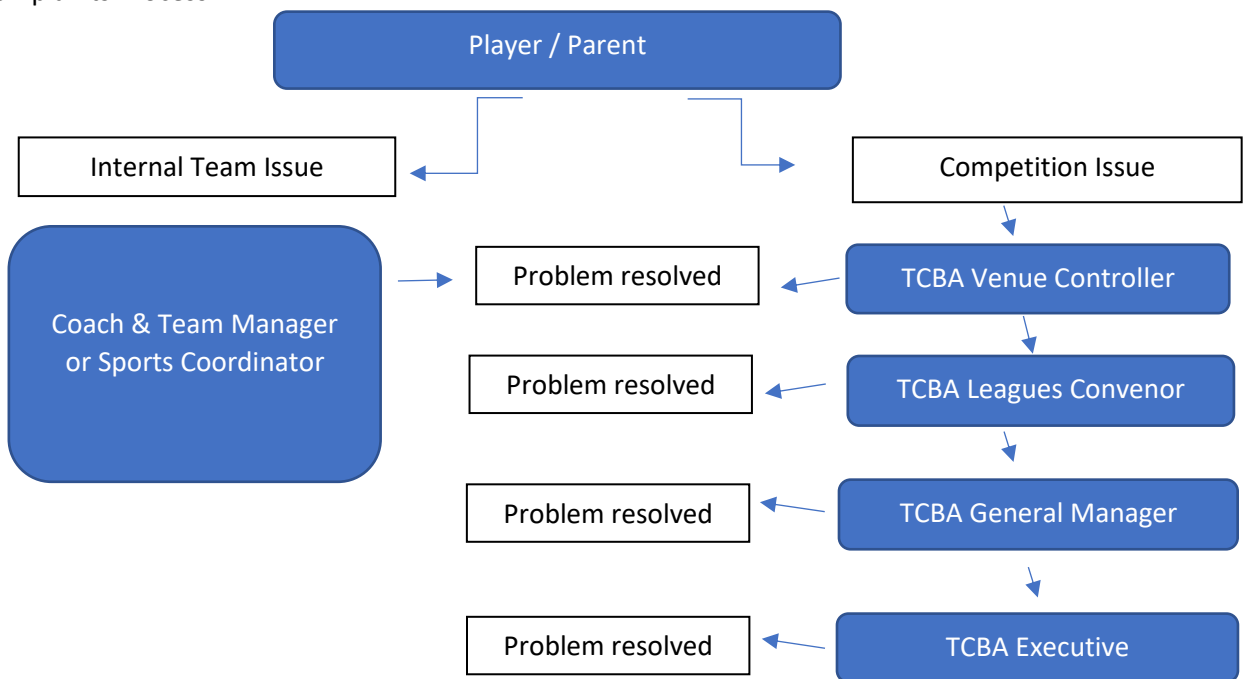 Player / Parent
Internal Team Issue
Competition Issue
Coach & Team Manager
or Sports Coordinator
Problem resolved
TCBA Venue Controller
Problem resolved
TCBA Leagues Convenor
Problem resolved
TCBA General Manager
Problem resolved
TCBA Executive